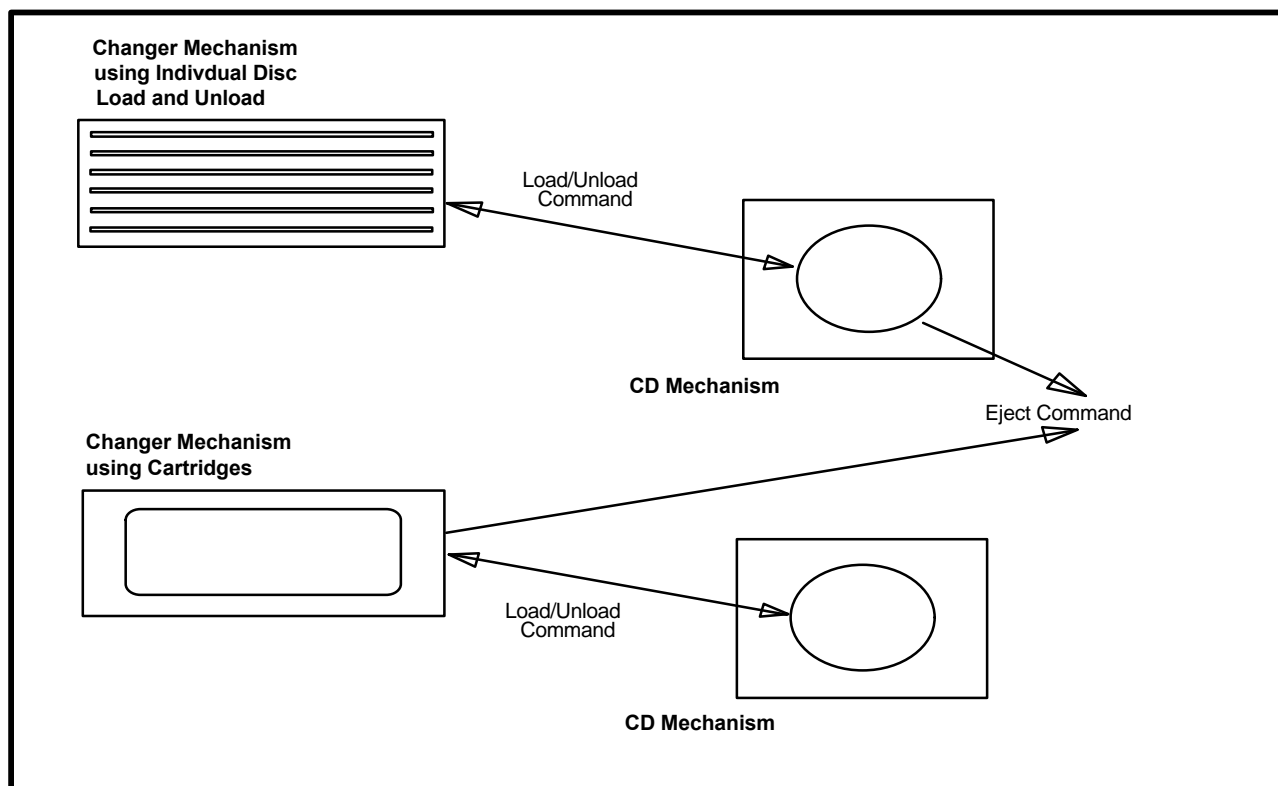 Changer Mechanism
using Indivdual Disc
Load and Unload
Load/Unload
Command
CD Mechanism
Eject Command
Changer Mechanism
using Cartridges
Load/Unload
Command
CD Mechanism